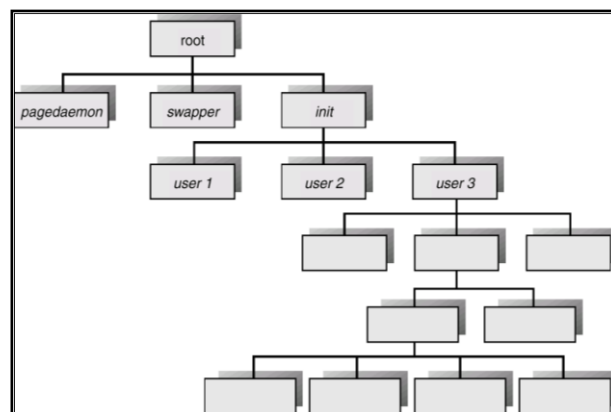 root
pagedaemon swapper init
user 1 user 2 user 3